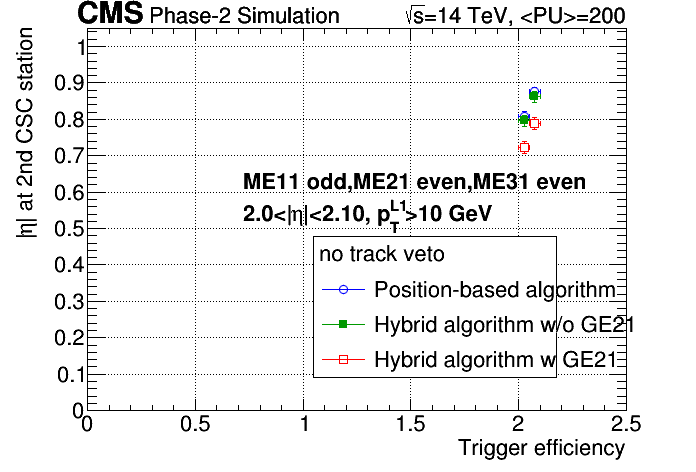 CMS Phase-2 Simulation
√s=14 TeV, <PU>=200
|η| at 2nd CSC station
1
0.9
0.8
0.7
0.6
0.5
0.4
0.3
0.2
0.1
0
ME11 odd,ME21 even,ME31 even
2.0<|η|<2.10, p_T^L1>10 GeV
no track veto
Position-based algorithm
Hybrid algorithm w/o GE21
Hybrid algorithm w GE21
0 0.5 1 1.5 2 2.5
Trigger efficiency